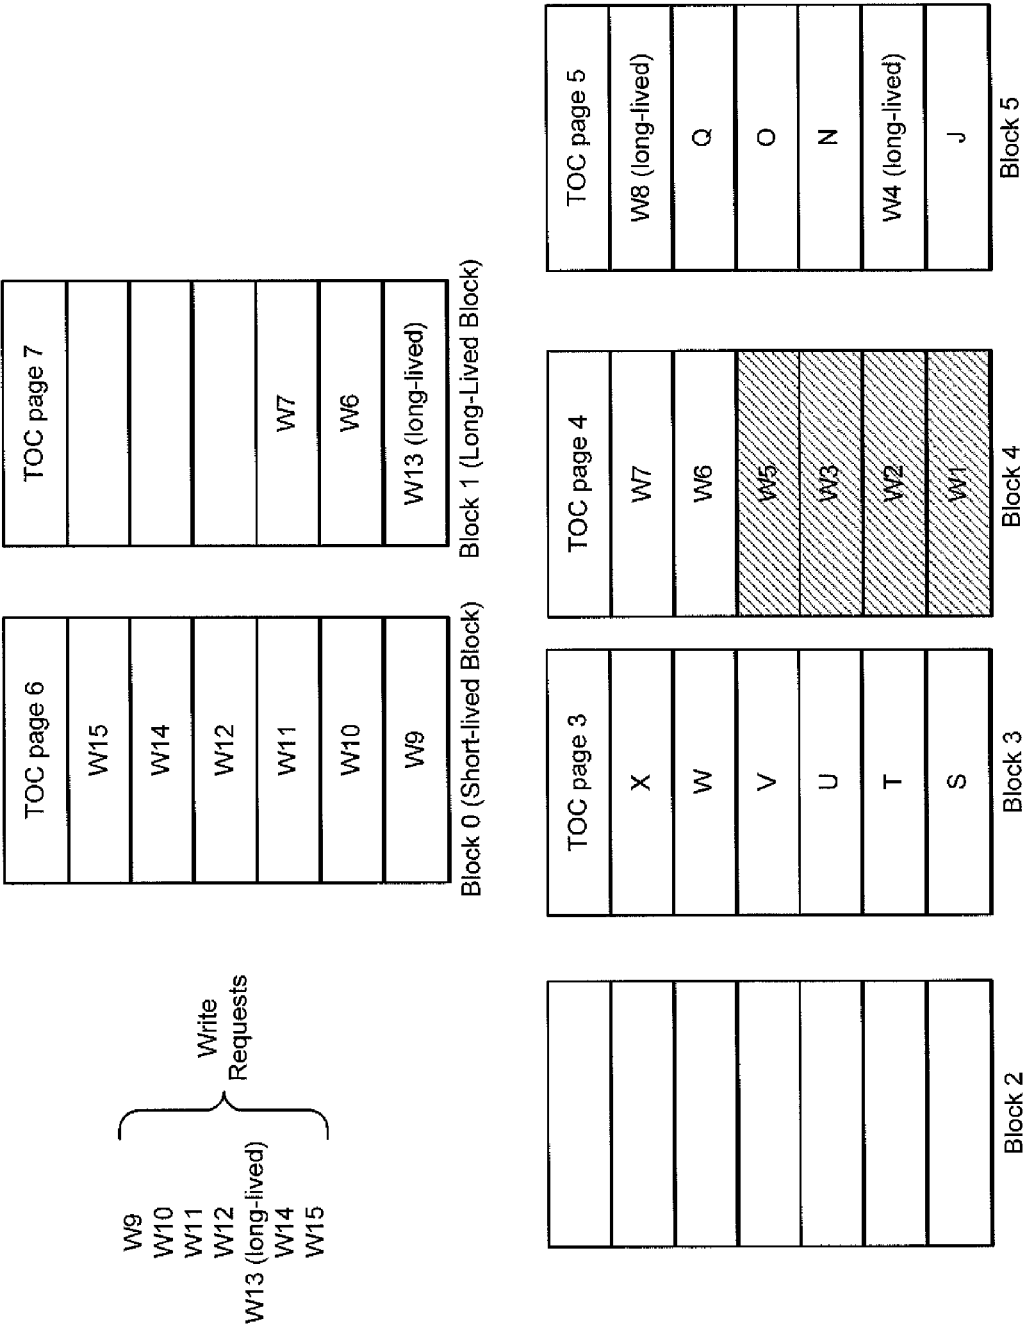 W9
W10
W11
W12
W13 (long-lived)
W14
W15
Write
Requests
TOC page 6
W15
W14
W12
W11
W10
W9
Block 0 (Short-lived Block)
TOC page 7
W7
W6
W13 (long-lived)
Block 1 (Long-Lived Block)
Block 2
TOC page 3
X
W
V
U
T
S
Block 3
TOC page 4
W7
W6
W5
W3
W2
W1
Block 4
TOC page 5
W8 (long-lived)
Q
O
N
W4 (long-lived)
J
Block 5